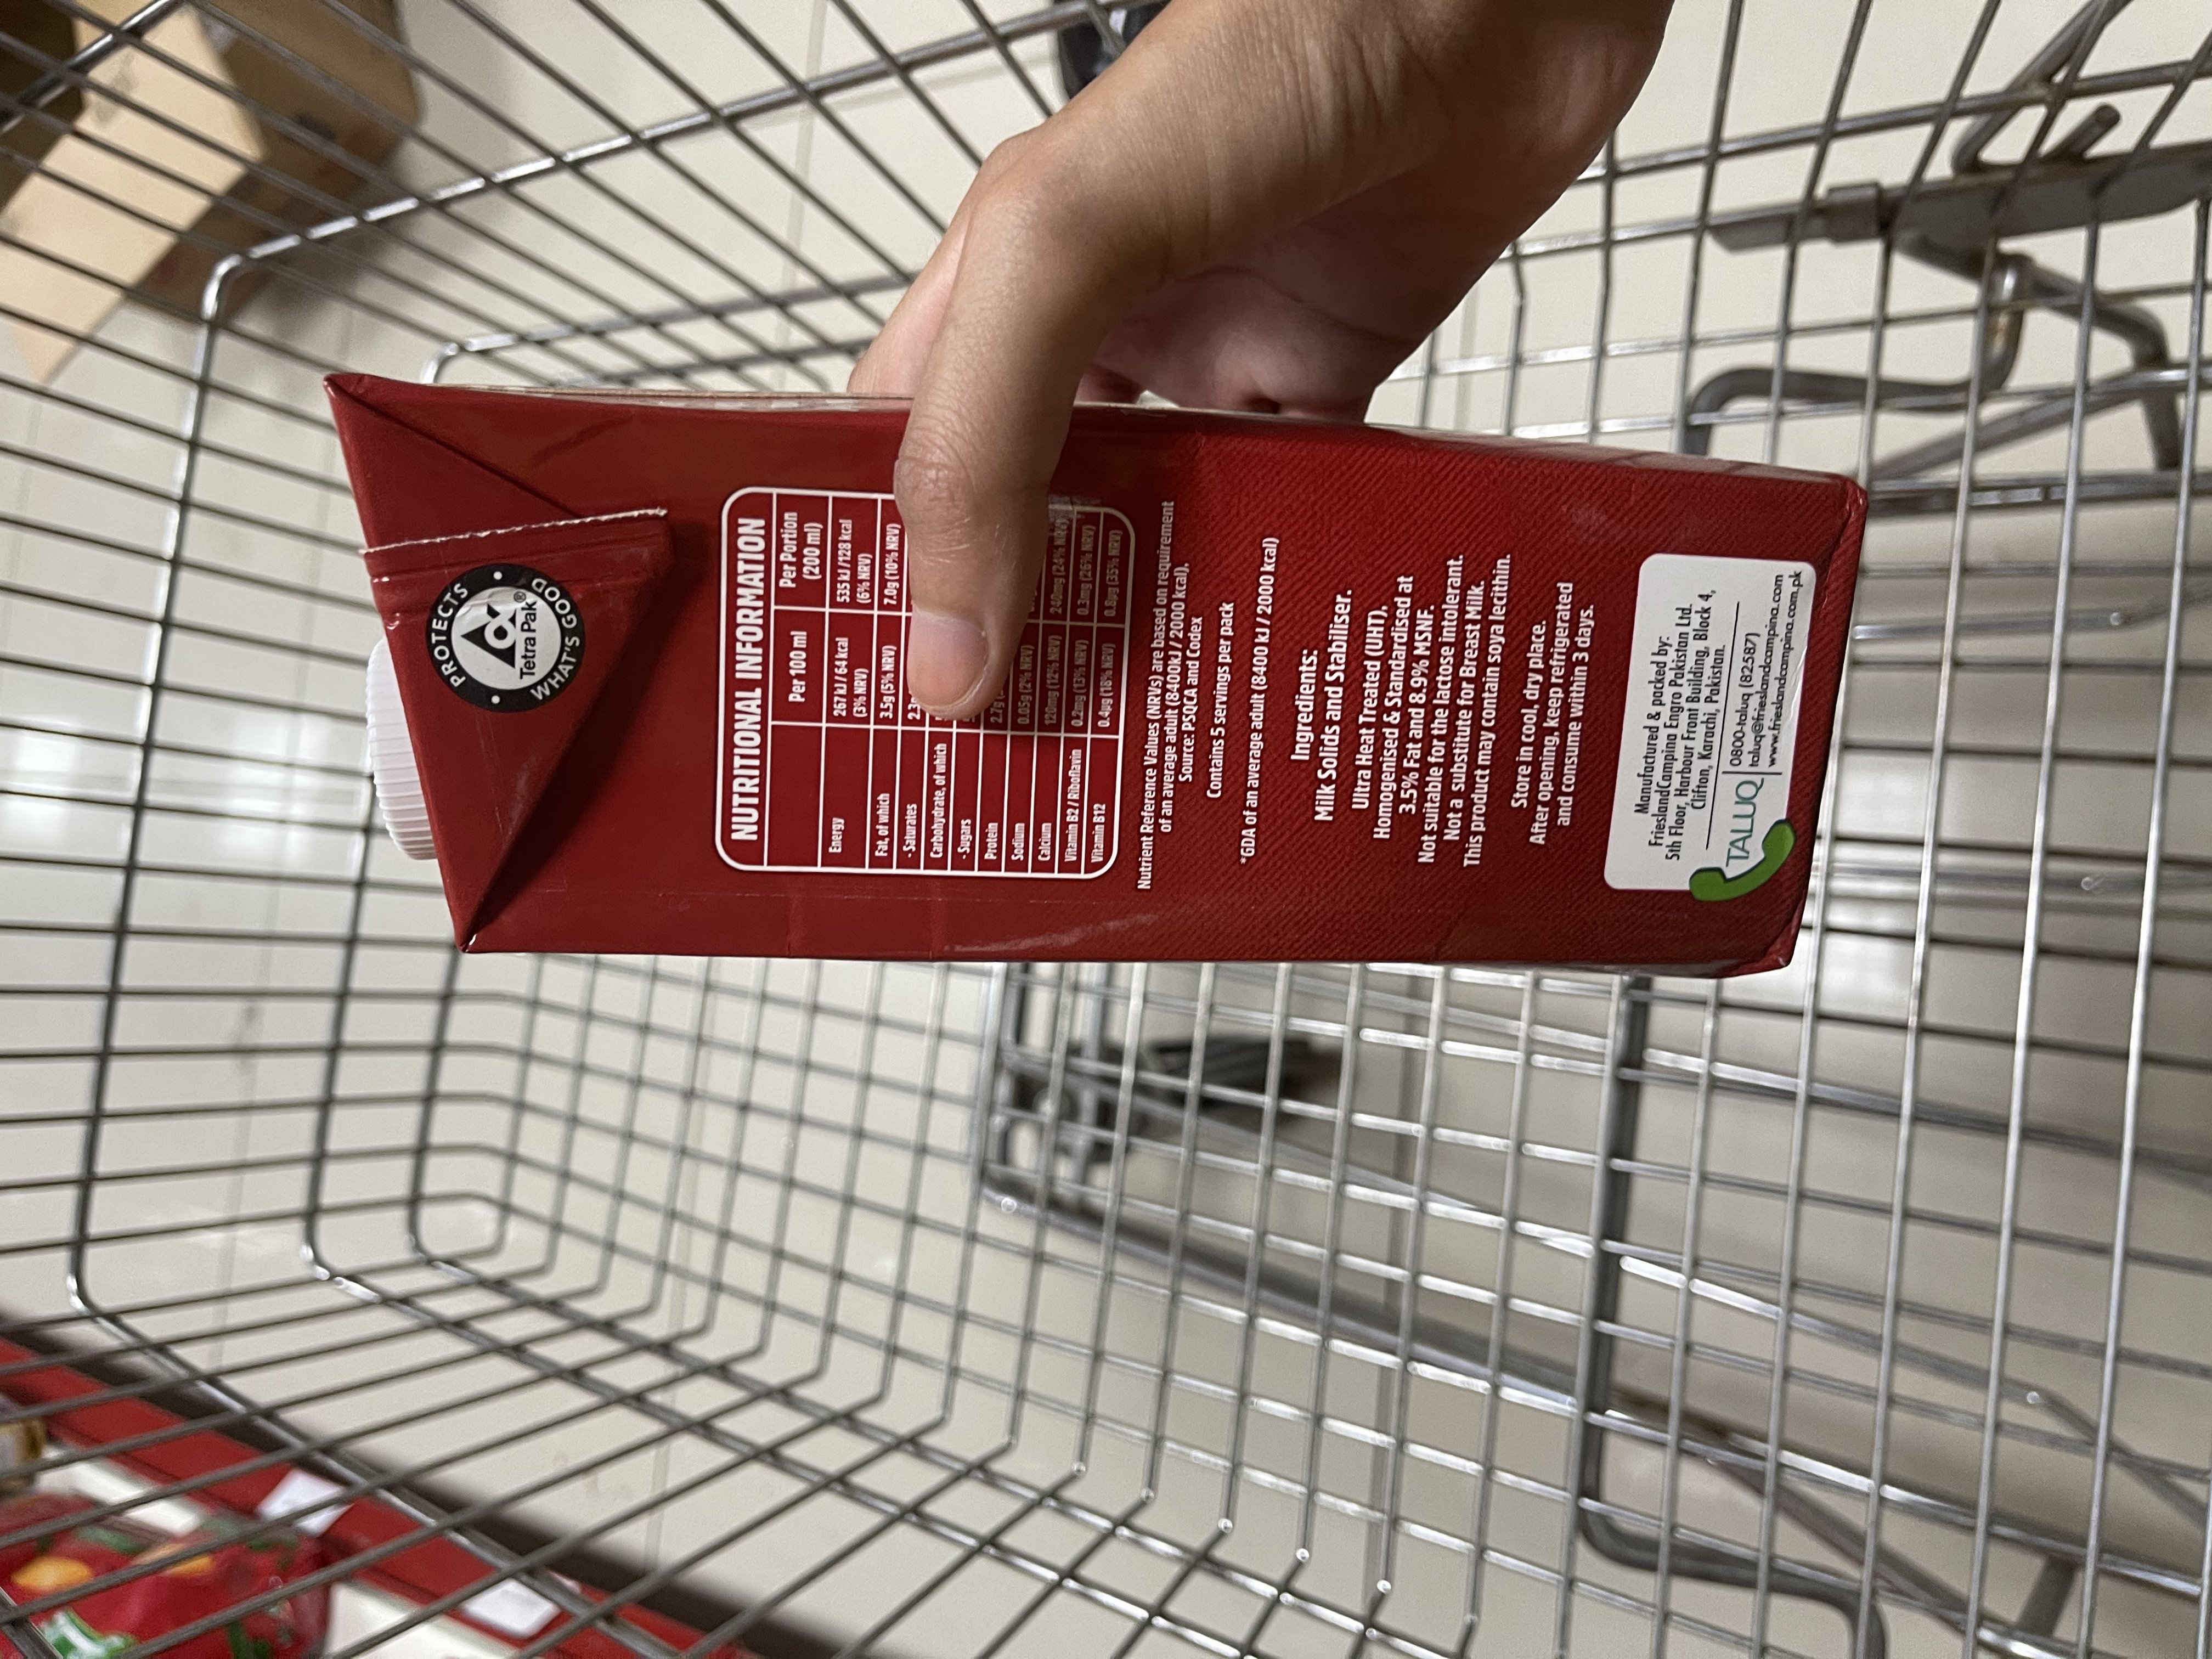 PROTECTS
Tetra Pak®
WHAT'S GOOD
NUTRITIONAL INFORMATION
Per 100 ml Per Portion (200 ml)
Energy 267 kJ / 64 kcal (3% NRV) 535 kJ /128 kcal (6% NRV)
Fat, of which 3.5g (5% NRV) 7.0g (10% NRV)
- Saturates
Carbohydrate, of which
- Sugars
Protein 2.7g
Sodium 0.05g (2% NRV)
Calcium 120mg (12% NRV) 240mg (24% NRV)
Vitamin B2 / Riboflavin 0.2mg (13% NRV) 0.3mg (26% NRV)
Vitamin B12 0.4µg (18% NRV) 0.8µg (35% NRV)
Nutrient Reference Values (NRVs) are based on requirement
of an average adult (8400kJ / 2000 kcal),
Source: PSQCA and Codex
Contains 5 servings per pack
*GDA of an average adult (8400 kJ / 2000 kcal)
Ingredients:
Milk Solids and Stabiliser.
Ultra Heat Treated (UHT),
Homogenised & Standardised at
3.5% Fat and 8.9% MSNF.
Not suitable for the lactose intolerant.
Not a substitute for Breast Milk.
This product may contain soya lecithin.
Store in cool, dry place.
After opening, keep refrigerated
and consume within 3 days.
Manufactured & packed by:
FrieslandCampina Engro Pakistan Ltd.
5th Floor, Harbour Front Building, Block 4,
Clifton, Karachi, Pakistan.
TALUQ
0800-taluq (82587)
taluq@frieslandcampina.com
www.frieslandcampina.com.pk